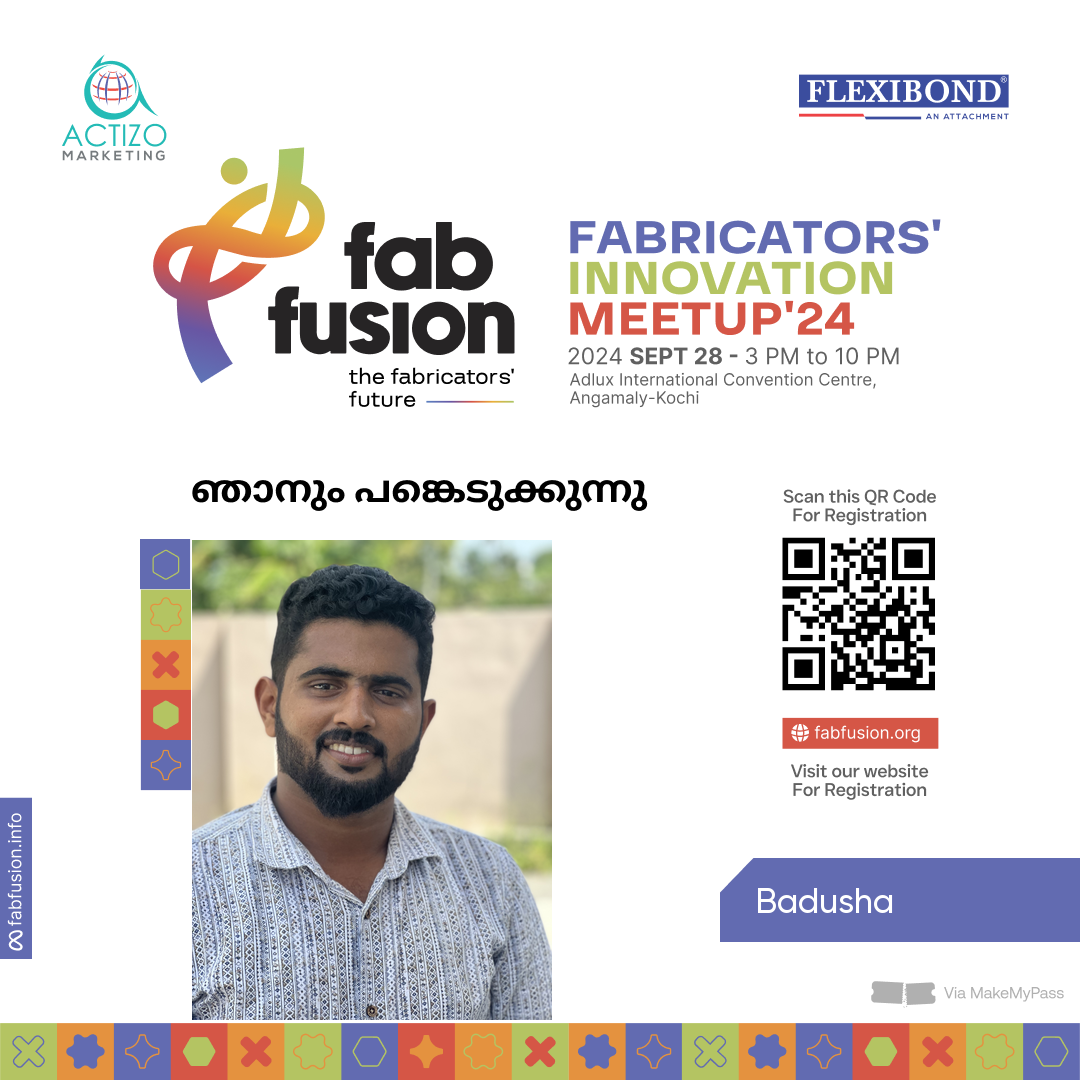 ACTIZO
MARKETING
FLEXIBOND®
AN ATTACHMENT
fab
fusion
the fabricators'
future
FABRICATORS'
INNOVATION
MEETUP'24
2024 SEPT 28 - 3 PM to 10 PM
Adlux International Convention Centre,
Angamaly-Kochi
ഞാനും പങ്കെടുക്കുന്നു
Scan this QR Code
For Registration
fabfusion.org
Visit our website
For Registration
fabfusion.info
Badusha
Via MakeMyPass